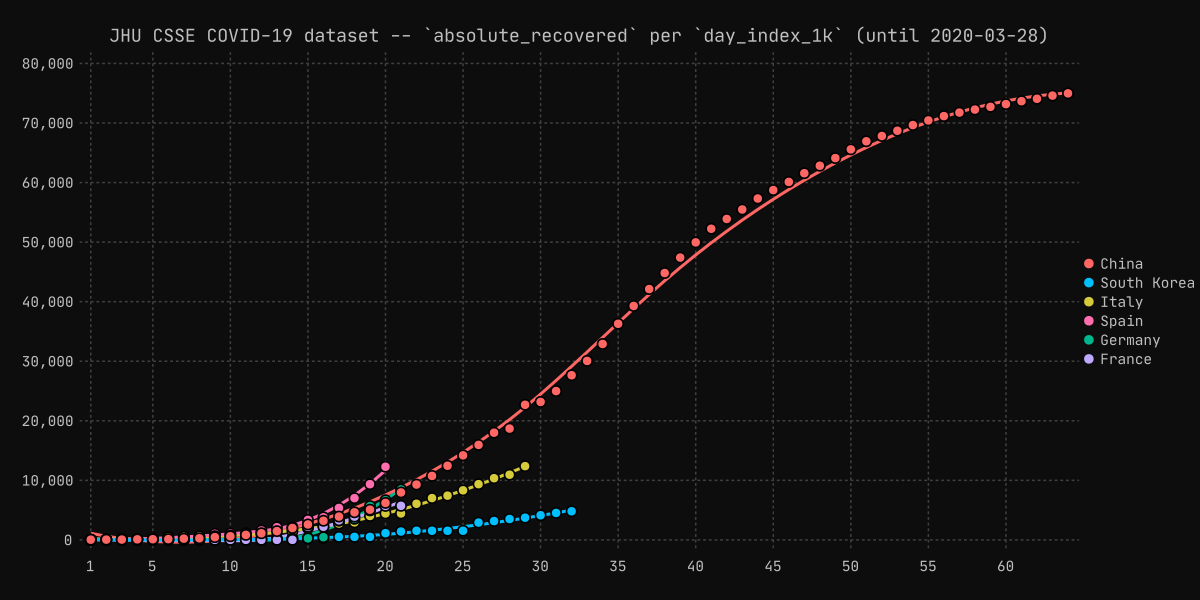 JHU CSSE COVID-19 dataset -- `absolute_recovered` per `day_index_1k` (until 2020-03-28)
80,000
70,000
60,000
50,000
40,000
30,000
20,000
10,000
0
1 5 10 15 20 25 30 35 40 45 50 55 60
China
South Korea
Italy
Spain
Germany
France